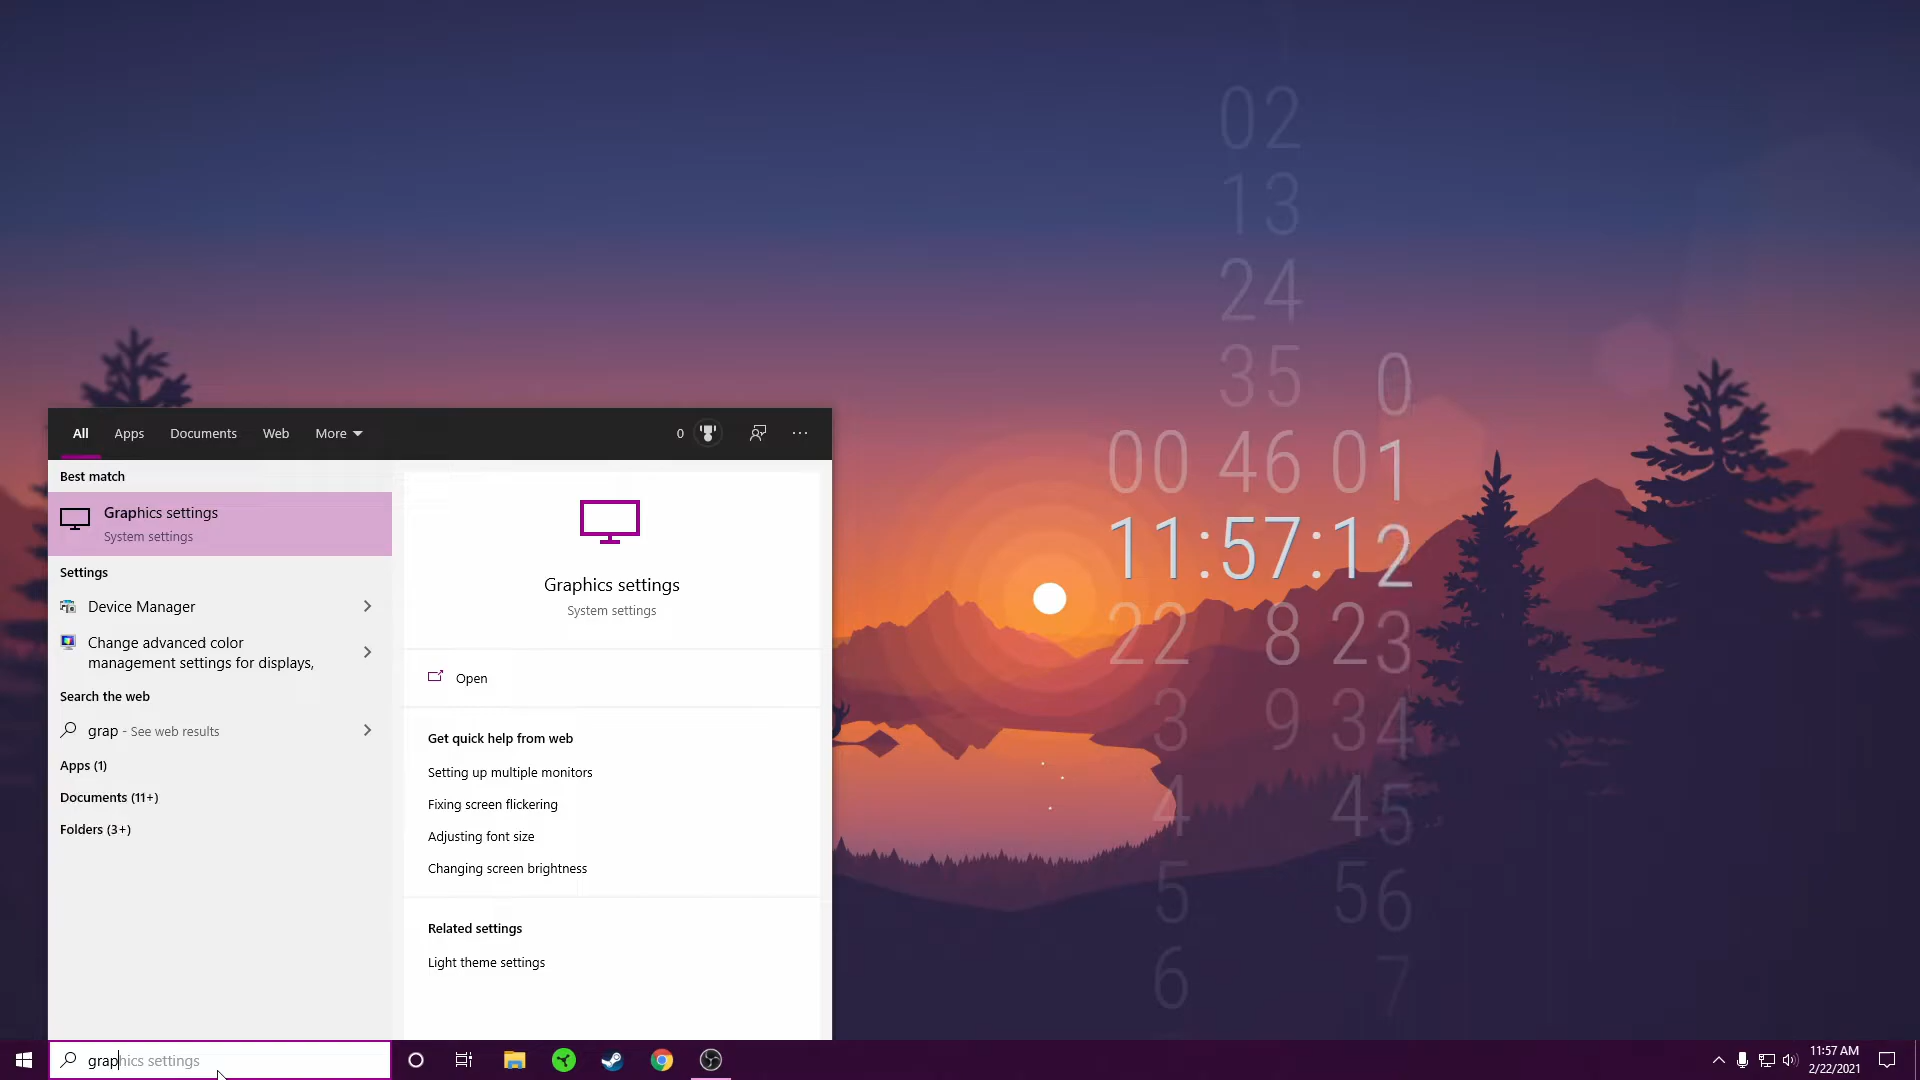 02
13
24
35
0
00 46 01
11:57:12
22 8 23
3 9 34
4 45
5 56
6 7
All Apps Documents Web More 0 ...
Best match
Graphics settings
System settings
Settings
Device Manager
Change advanced color
management settings for displays,
Search the web
grap - See web results
Apps (1)
Documents (11+)
Folders (3+)
Graphics settings
System settings
Open
Get quick help from web
Setting up multiple monitors
Fixing screen flickering
Adjusting font size
Changing screen brightness
Related settings
Light theme settings
graphics settings
11:57 AM
2/22/2021